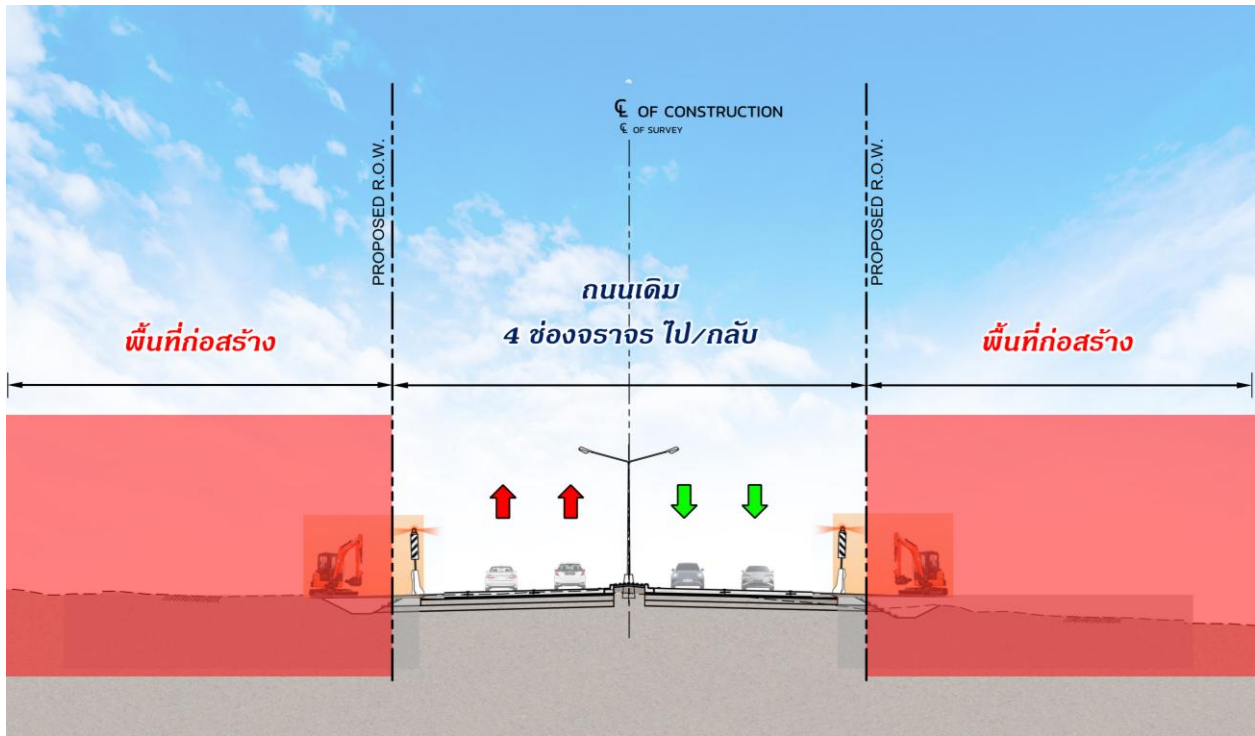 ℄ OF CONSTRUCTION
℄ OF SURVEY
PROPOSED R.O.W.
PROPOSED R.O.W.
ถนนเดิม
4 ช่องจราจร ไป/กลับ
พื้นที่ก่อสร้าง
พื้นที่ก่อสร้าง